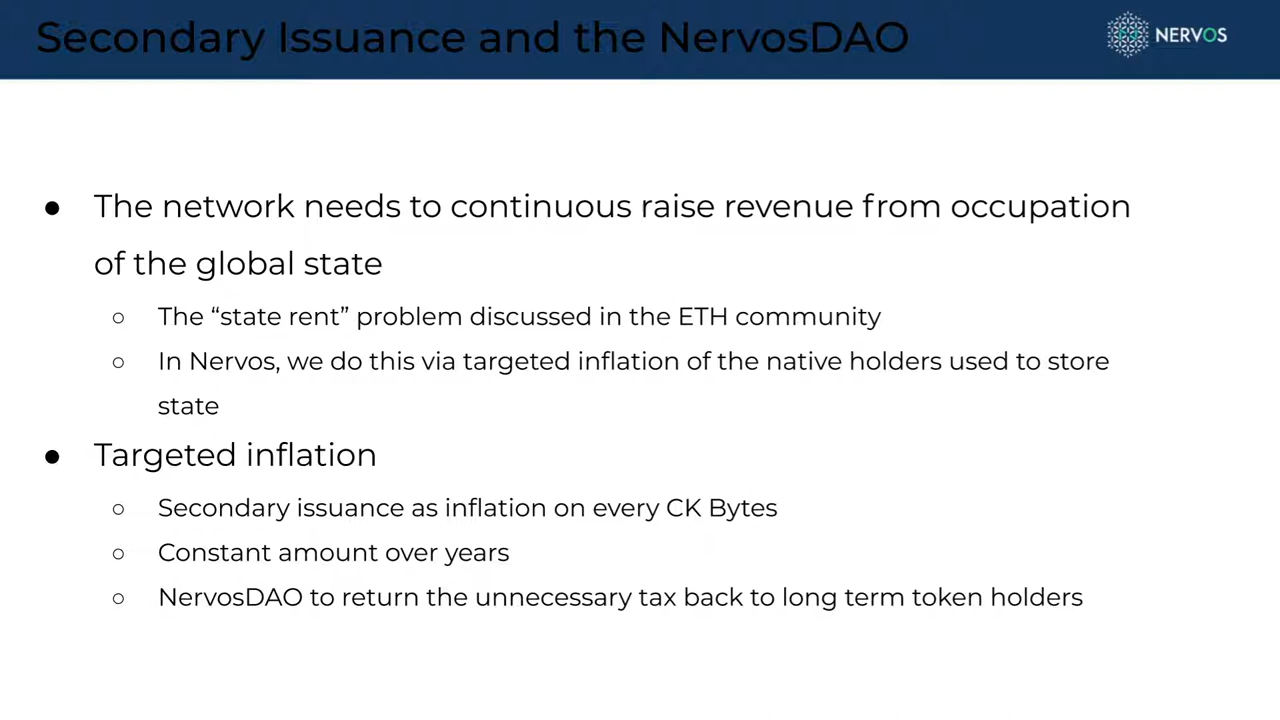 Secondary Issuance and the NervosDAO
NERVOS
● The network needs to continuous raise revenue from occupation
of the global state
○ The “state rent” problem discussed in the ETH community
○ In Nervos, we do this via targeted inflation of the native holders used to store
state
● Targeted inflation
○ Secondary issuance as inflation on every CK Bytes
○ Constant amount over years
○ NervosDAO to return the unnecessary tax back to long term token holders